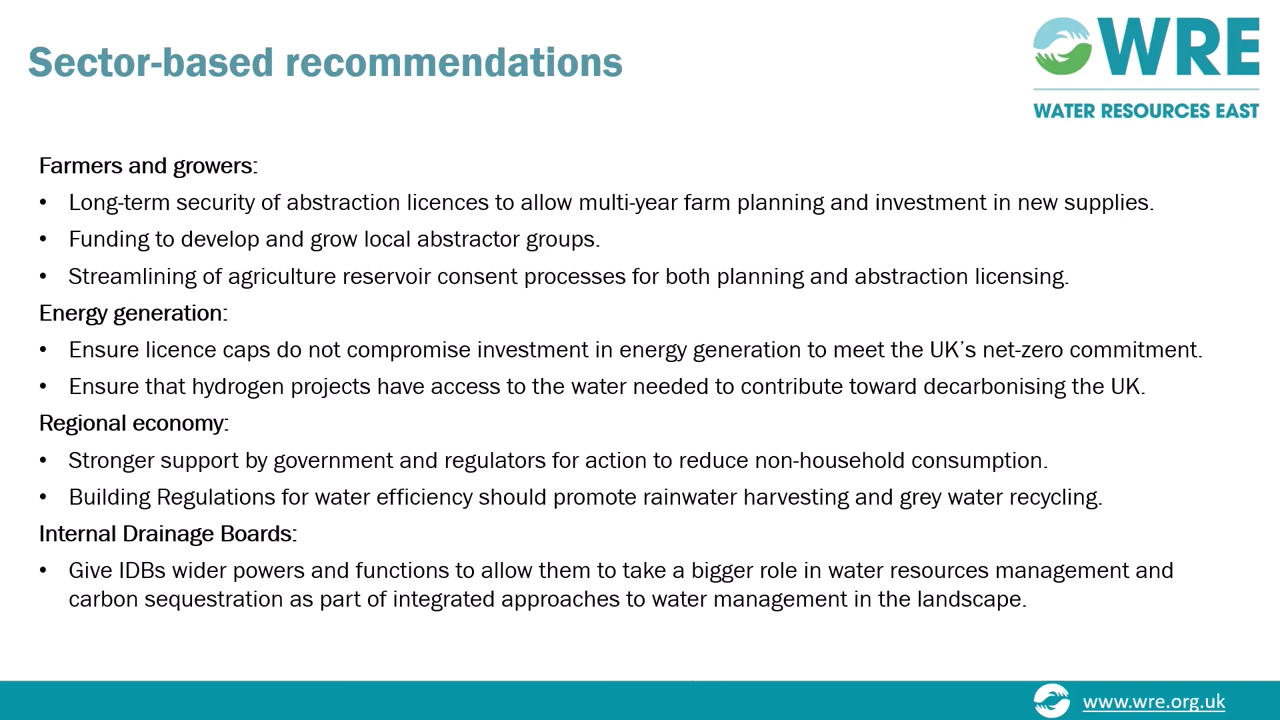 Sector-based recommendations
WRE
WATER RESOURCES EAST
Farmers and growers:
• Long-term security of abstraction licences to allow multi-year farm planning and investment in new supplies.
• Funding to develop and grow local abstractor groups.
• Streamlining of agriculture reservoir consent processes for both planning and abstraction licensing.
Energy generation:
• Ensure licence caps do not compromise investment in energy generation to meet the UK’s net-zero commitment.
• Ensure that hydrogen projects have access to the water needed to contribute toward decarbonising the UK.
Regional economy:
• Stronger support by government and regulators for action to reduce non-household consumption.
• Building Regulations for water efficiency should promote rainwater harvesting and grey water recycling.
Internal Drainage Boards:
• Give IDBs wider powers and functions to allow them to take a bigger role in water resources management and
carbon sequestration as part of integrated approaches to water management in the landscape.
www.wre.org.uk